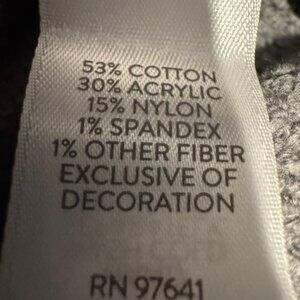 53% COTTON
30% ACRYLIC
15% NYLON
1% SPANDEX
1% OTHER FIBER
EXCLUSIVE OF
DECORATION
RN 97641